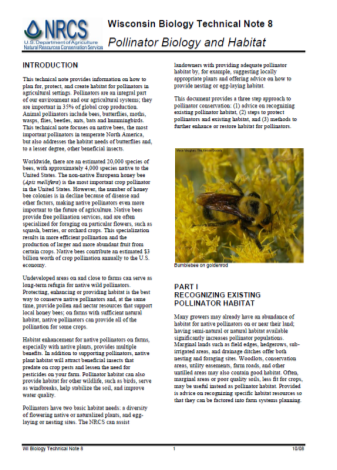 NRCS
U.S. Department of Agriculture
Natural Resources Conservation Service
Wisconsin Biology Technical Note 8
Pollinator Biology and Habitat
INTRODUCTION
This technical note provides information on how to
plan for, protect, and create habitat for pollinators in
agricultural settings. Pollinators are an integral part
of our environment and our agricultural systems; they
are important in 35% of global crop production.
Animal pollinators include bees, butterflies, moths,
wasps, flies, beetles, ants, bats and hummingbirds.
This technical note focuses on native bees, the most
important pollinators in temperate North America,
but also addresses the habitat needs of butterflies and,
to a lesser degree, other beneficial insects.
Worldwide, there are an estimated 20,000 species of
bees, with approximately 4,000 species native to the
United States. The non-native European honey bee
(Apis mellifera) is the most important crop pollinator
in the United States. However, the number of honey
bee colonies is in decline because of disease and
other factors, making native pollinators even more
important to the future of agriculture. Native bees
provide free pollination services, and are often
specialized for foraging on particular flowers, such as
squash, berries, or orchard crops. This specialization
results in more efficient pollination and the
production of larger and more abundant fruit from
certain crops. Native bees contribute an estimated $3
billion worth of crop pollination annually to the U.S.
economy.
Undeveloped areas on and close to farms can serve as
long-term refugia for native wild pollinators.
Protecting, enhancing or providing habitat is the best
way to conserve native pollinators and, at the same
time, provide pollen and nectar resources that support
local honey bees; on farms with sufficient natural
habitat, native pollinators can provide all of the
pollination for some crops.
Habitat enhancement for native pollinators on farms,
especially with native plants, provides multiple
benefits. In addition to supporting pollinators, native
plant habitat will attract beneficial insects that
predate on crop pests and lessen the need for
pesticides on your farm. Pollinator habitat can also
provide habitat for other wildlife, such as birds, serve
as windbreaks, help stabilize the soil, and improve
water quality.
Pollinators have two basic habitat needs: a diversity
of flowering native or naturalized plants, and egg-
laying or nesting sites. The NRCS can assist
landowners with providing adequate pollinator
habitat by, for example, suggesting locally
appropriate plants and offering advice on how to
provide nesting or egg-laying habitat.
This document provides a three step approach to
pollinator conservation: (1) advice on recognizing
existing pollinator habitat, (2) steps to protect
pollinators and existing habitat, and (3) methods to
further enhance or restore habitat for pollinators.
Bumblebee on goldenrod
PART I
RECOGNIZING EXISTING
POLLINATOR HABITAT
Many growers may already have an abundance of
habitat for native pollinators on or near their land;
having semi-natural or natural habitat available
significantly increases pollinator populations.
Marginal lands such as field edges, hedgerows, sub-
irrigated areas, and drainage ditches offer both
nesting and foraging sites. Woodlots, conservation
areas, utility easements, farm roads, and other
untilled areas may also contain good habitat. Often,
marginal areas or poor quality soils, less fit for crops,
may be useful instead as pollinator habitat. Provided
is advice on recognizing specific habitat resources so
that they can be factored into farm systems planning.
WI Biology Technical Note 8
1
10/08